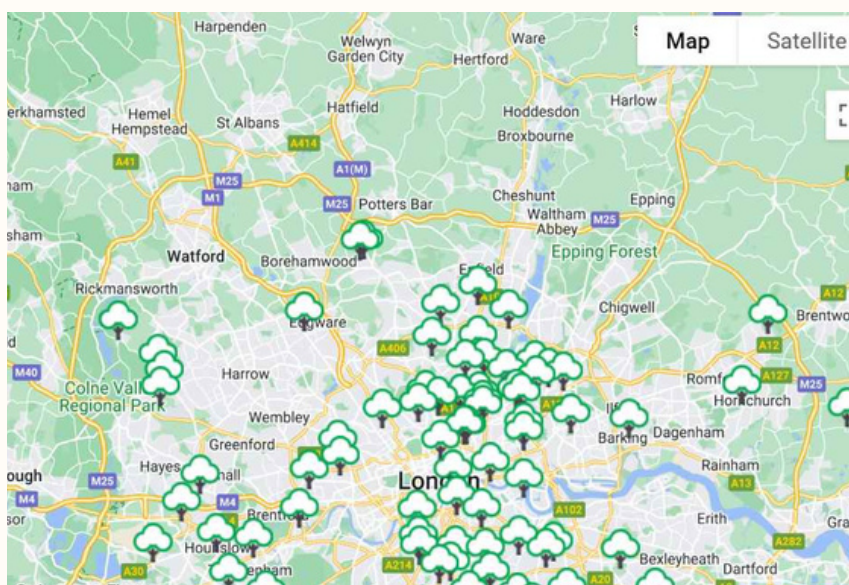 Harpenden
Welwyn
Garden City
Ware
Hertford
Map
Satellite
Hemel
Hempstead
St Albans
Hatfield
Hoddesdon
Broxbourne
Harlow
A414
A41
A1(M)
M25
M1
M25
Potters Bar
Cheshunt
Waltham
Abbey
M25
Epping
Epping Forest
Watford
Borehamwood
Enfield
Rickmansworth
Edgware
Chigwell
A12
A406
A12
M40
Harrow
A127
M25
Colne Valley
Regional Park
Hornchurch
Wembley
Greenford
Barking
Dagenham
Hayes
London
Rainham
M25
M4
M4
A13
A102
Erith
A282
Hounslow
A30
A214
A20
Bexleyheath
Dartford